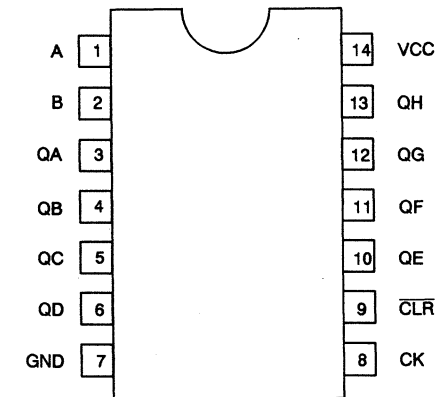 A 1 14 VCC
B 2 13 QH
QA 3 12 QG
QB 4 11 QF
QC 5 10 QE
QD 6 9 C̅L̅R̅
GND 7 8 CK